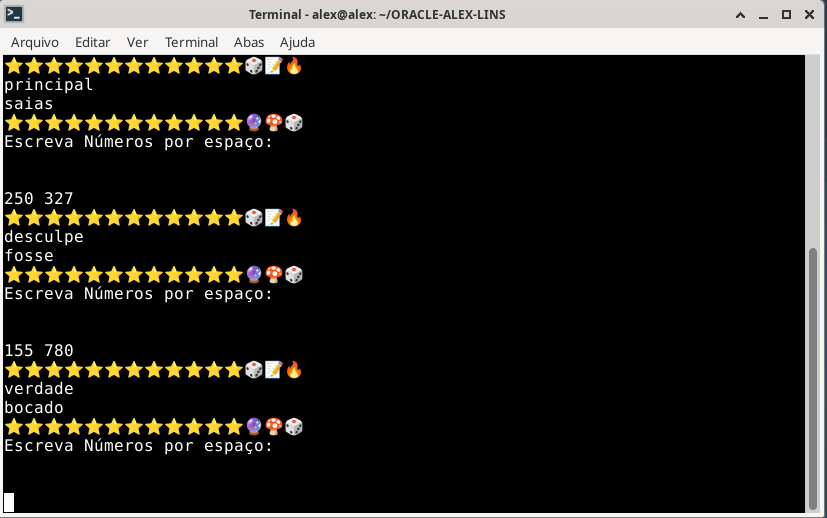 Terminal - alex@alex: ~/ORACLE-ALEX-LINS
Arquivo Editar Ver Terminal Abas Ajuda
⭐⭐⭐⭐⭐⭐⭐⭐⭐⭐⭐⭐🎲📝🔥
principal
saias
⭐⭐⭐⭐⭐⭐⭐⭐⭐⭐⭐⭐🔮🍄🎲
Escreva Números por espaço:
250 327
⭐⭐⭐⭐⭐⭐⭐⭐⭐⭐⭐⭐🎲📝🔥
desculpe
fosse
⭐⭐⭐⭐⭐⭐⭐⭐⭐⭐⭐⭐🔮🍄🎲
Escreva Números por espaço:
155 780
⭐⭐⭐⭐⭐⭐⭐⭐⭐⭐⭐⭐🎲📝🔥
verdade
bocado
⭐⭐⭐⭐⭐⭐⭐⭐⭐⭐⭐⭐🔮🍄🎲
Escreva Números por espaço: